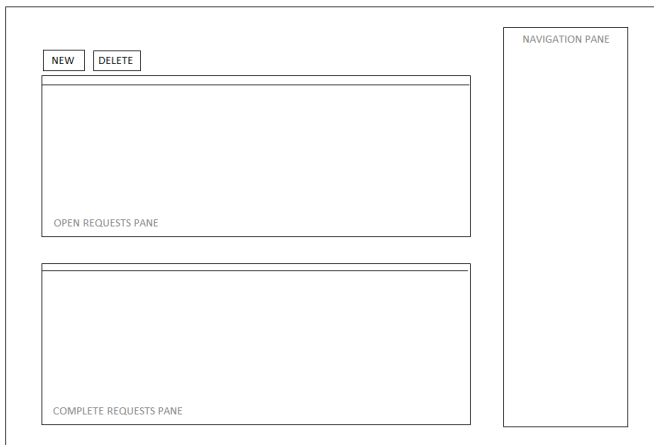 NAVIGATION PANE
NEW DELETE
OPEN REQUESTS PANE
COMPLETE REQUESTS PANE